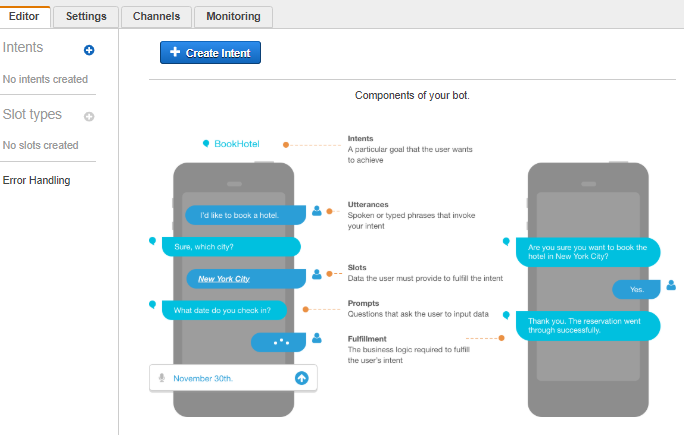 Editor
Settings
Channels
Monitoring
Intents
No intents created
Slot types
No slots created
Error Handling
Create Intent
Components of your bot.
BookHotel
I'd like to book a hotel.
Sure, which city?
New York City
What date do you check in?
November 30th.
Intents
A particular goal that the user wants
to achieve
Utterances
Spoken or typed phrases that invoke
your intent
Slots
Data the user must provide to fulfill the intent
Prompts
Questions that ask the user to input data
Fulfillment
The business logic required to fulfill
the user's intent
Are you sure you want to book the
hotel in New York City?
Yes.
Thank you. The reservation went
through successfully.